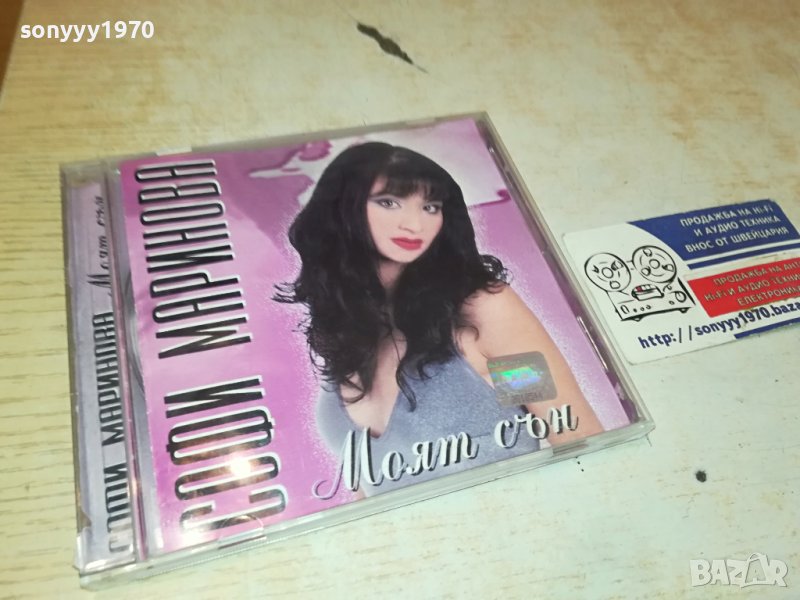 sonyyy1970
СОФИ МАРИНОВА
Моят сън
СОФИ МАРИНОВА Моят сън
ПРОДАЖБА НА Hi-Fi
И АУДИО ТЕХНИКА
ВНОС ОТ ШВЕЙЦАРИЯ
ПРОДАЖБА НА
Hi-Fi И АУДИО
http://sonyyy1970.baza
BAZAR